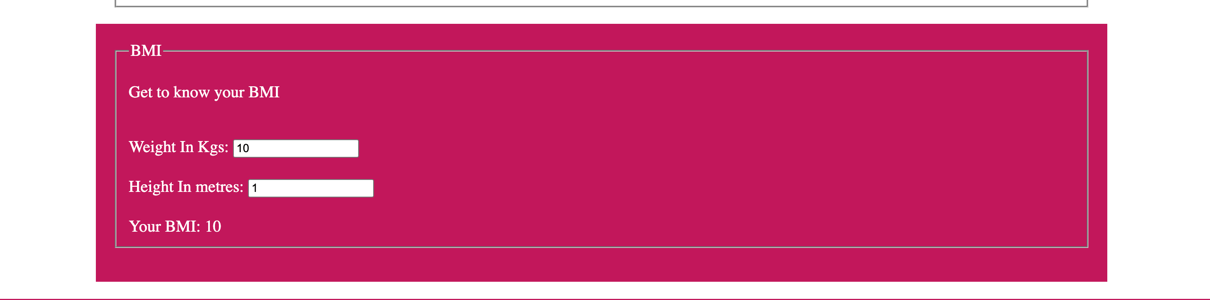 BMI
Get to know your BMI
Weight In Kgs: 10
Height In metres: 1
Your BMI: 10